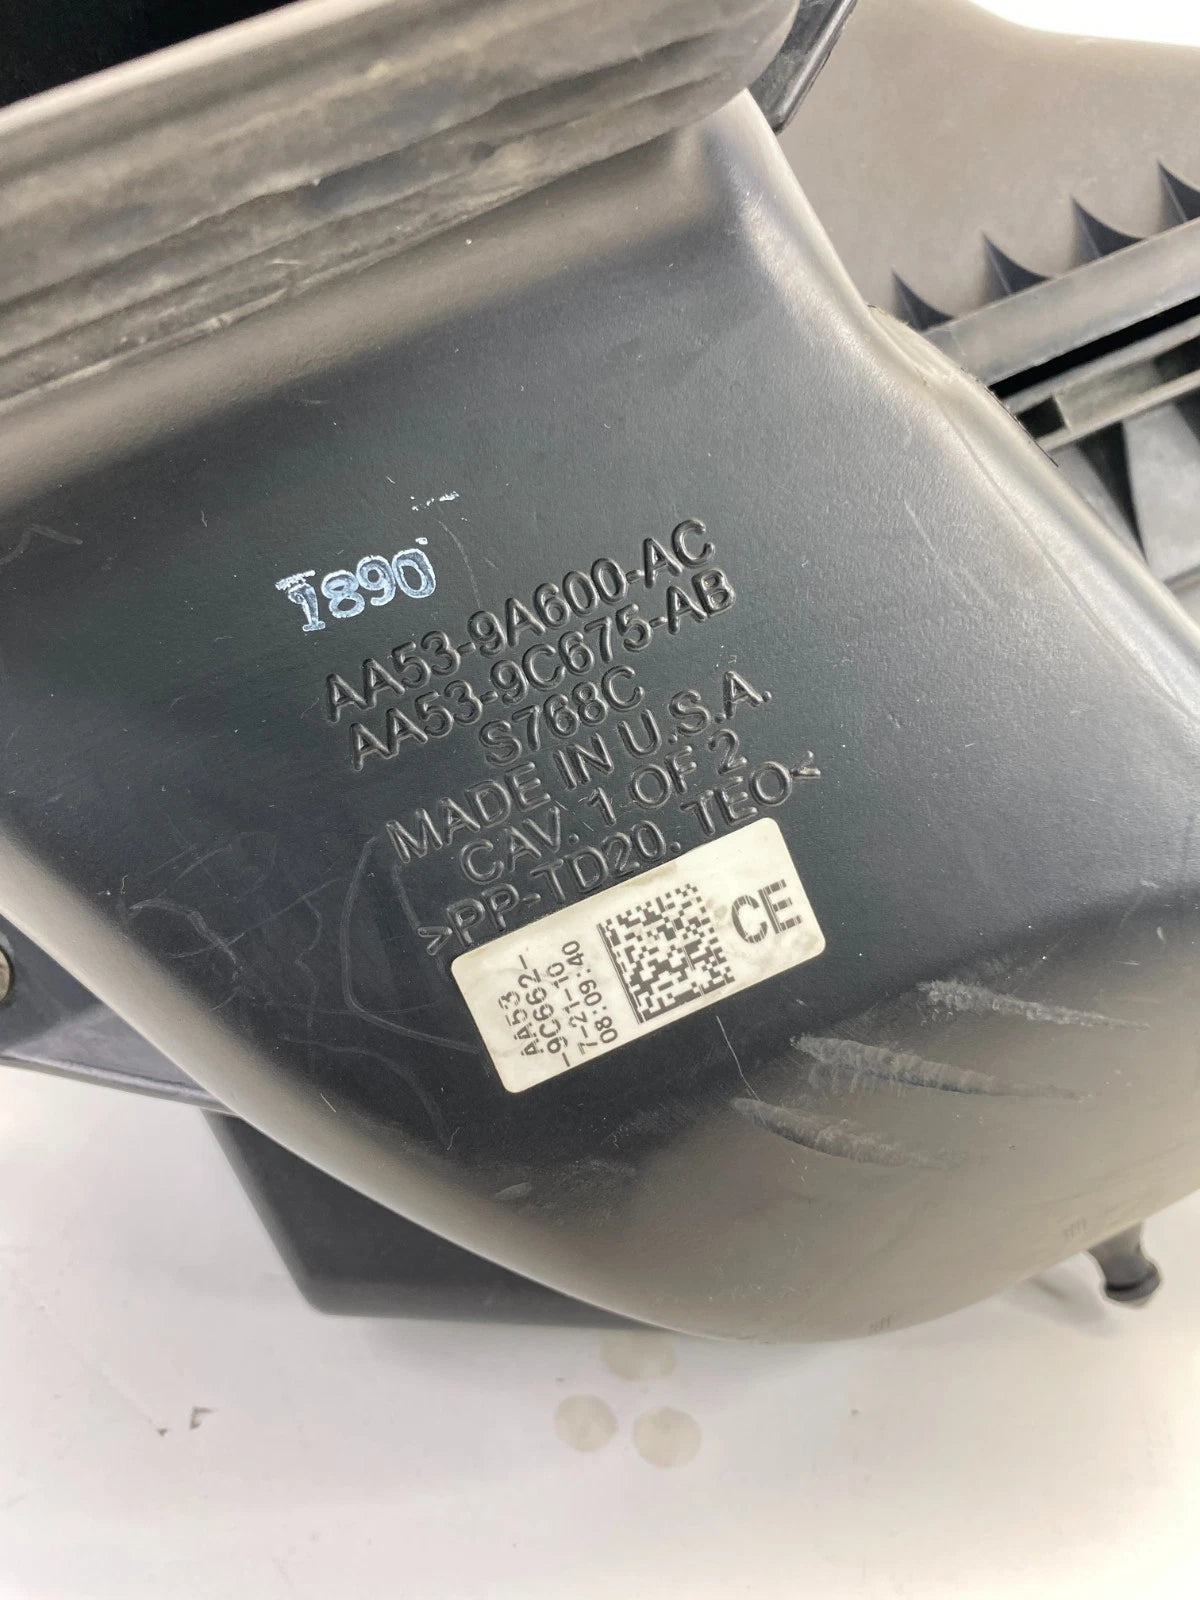 1890
AA53-9A600-AC
AA53-9C675-AB
S768C
MADE IN U.S.A.
CAV. 1 OF 2
>PP-TD20, TEO<
AA53
-9C662-
7-21-10
08:09:40
CE